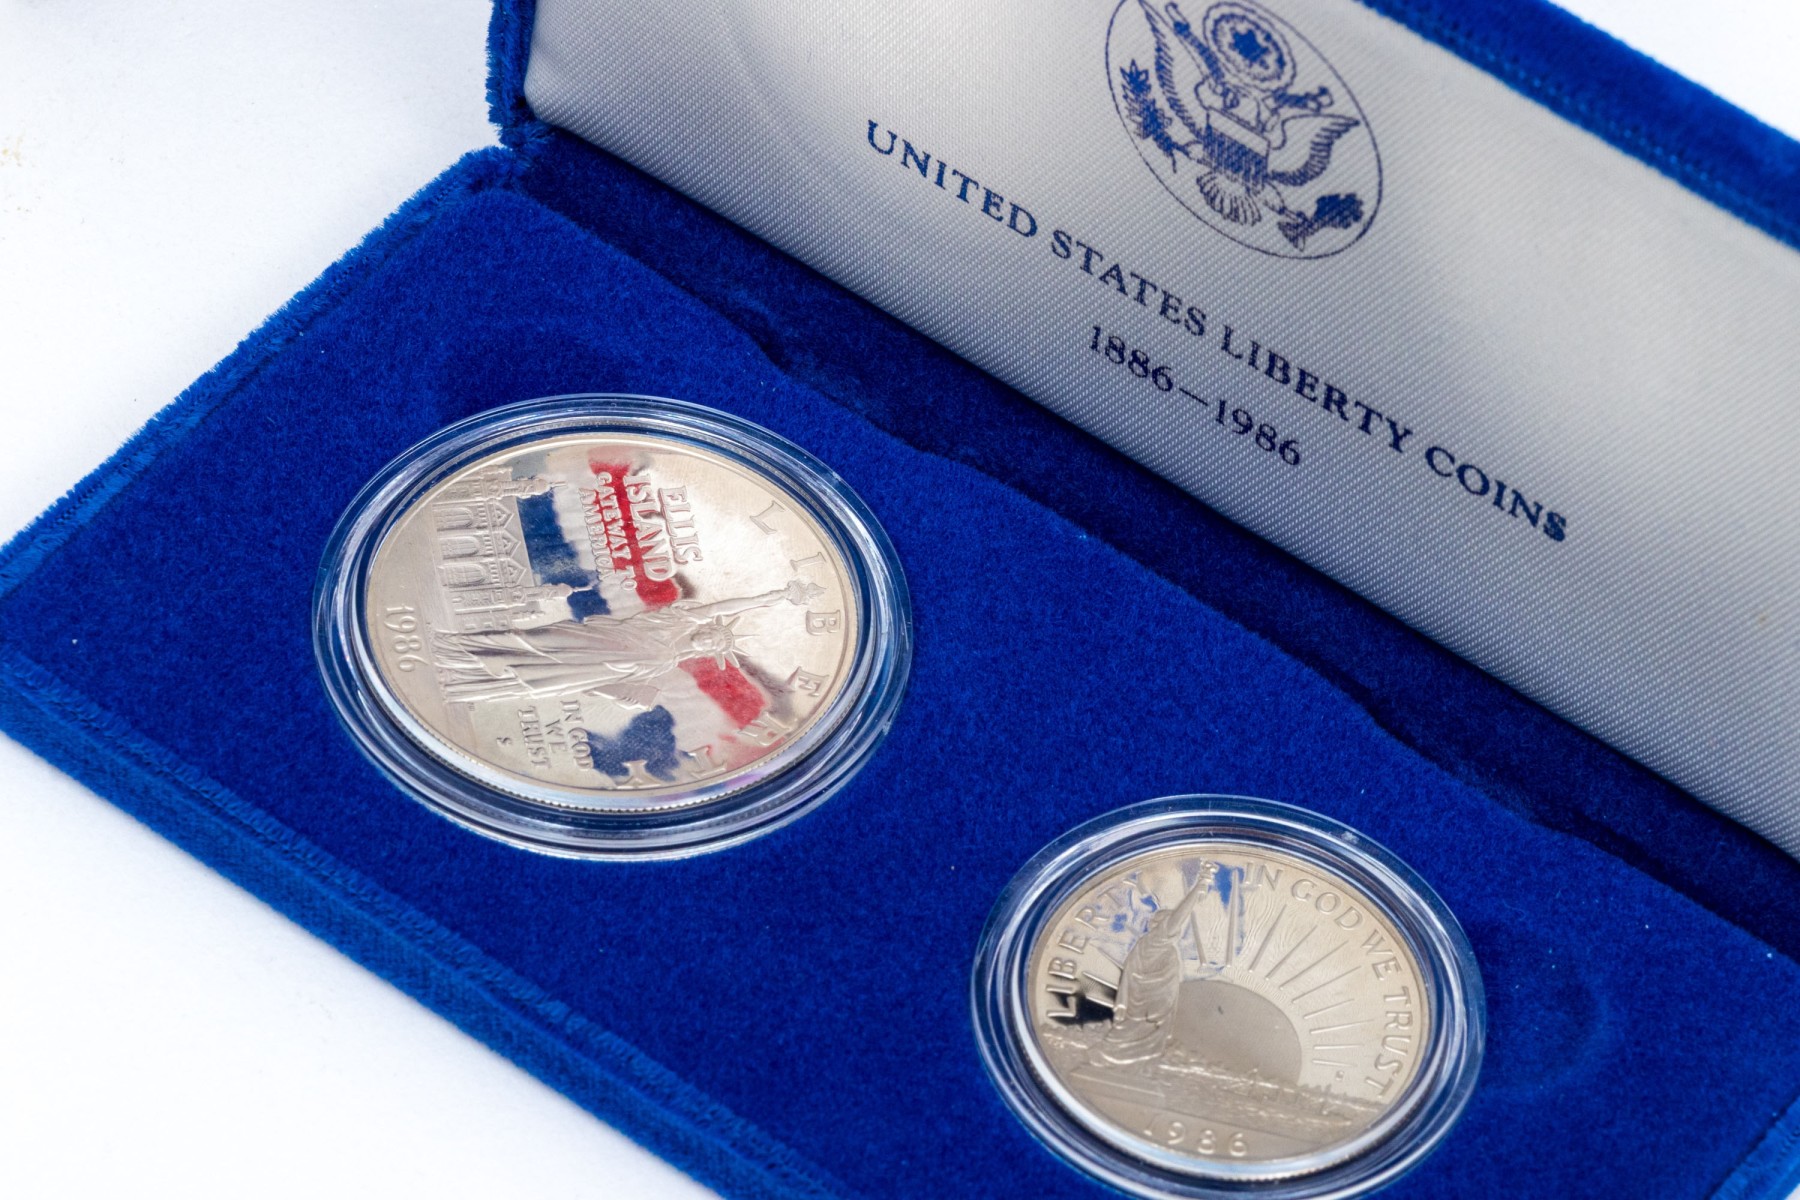 UNITED STATES LIBERTY COINS
1886–1986
LIBERTY
ELLIS
ISLAND
GATEWAY TO
AMERICA
1986
IN GOD
WE
TRUST
S
LIBERTY
IN GOD WE TRUST
1986